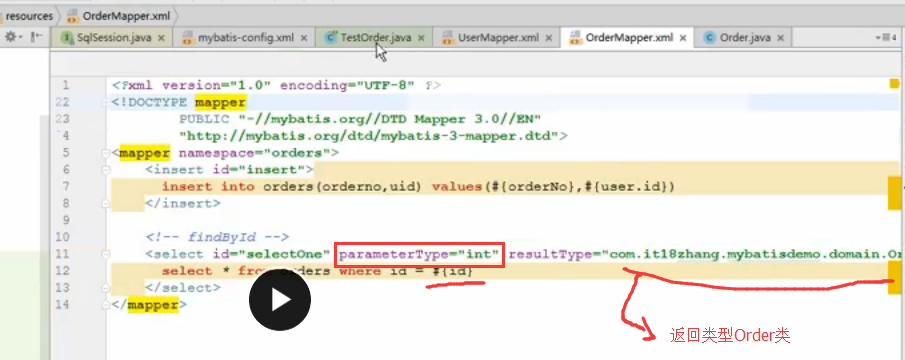 resources OrderMapper.xml
SqlSession.java mybatis-config.xml TestOrder.java UserMapper.xml OrderMapper.xml Order.java
1 <?xml version="1.0" encoding="UTF-8" ?>
22 <!DOCTYPE mapper
23 PUBLIC "-//mybatis.org//DTD Mapper 3.0//EN"
4 "http://mybatis.org/dtd/mybatis-3-mapper.dtd">
5 <mapper namespace="orders">
6 <insert id="insert">
7 insert into orders(orderno,uid) values(#{orderNo},#{user.id})
8 </insert>
9
10 <!-- findById -->
11 <select id="selectOne" parameterType="int" resultType="com.it18zhang.mybatisdemo.domain.Or
12 select * from orders where id = #{id}
13 </select>
14 </mapper>
返回类型Order类